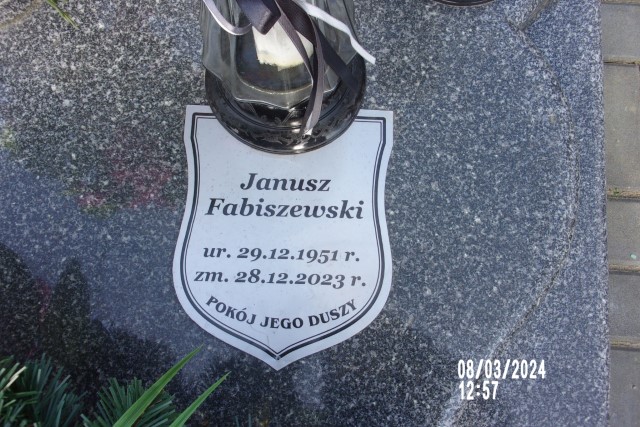 Janusz
Fabiszewski
ur. 29.12.1951 r.
zm. 28.12.2023 r.
POKÓJ JEGO DUSZY
08/03/2024
12:57